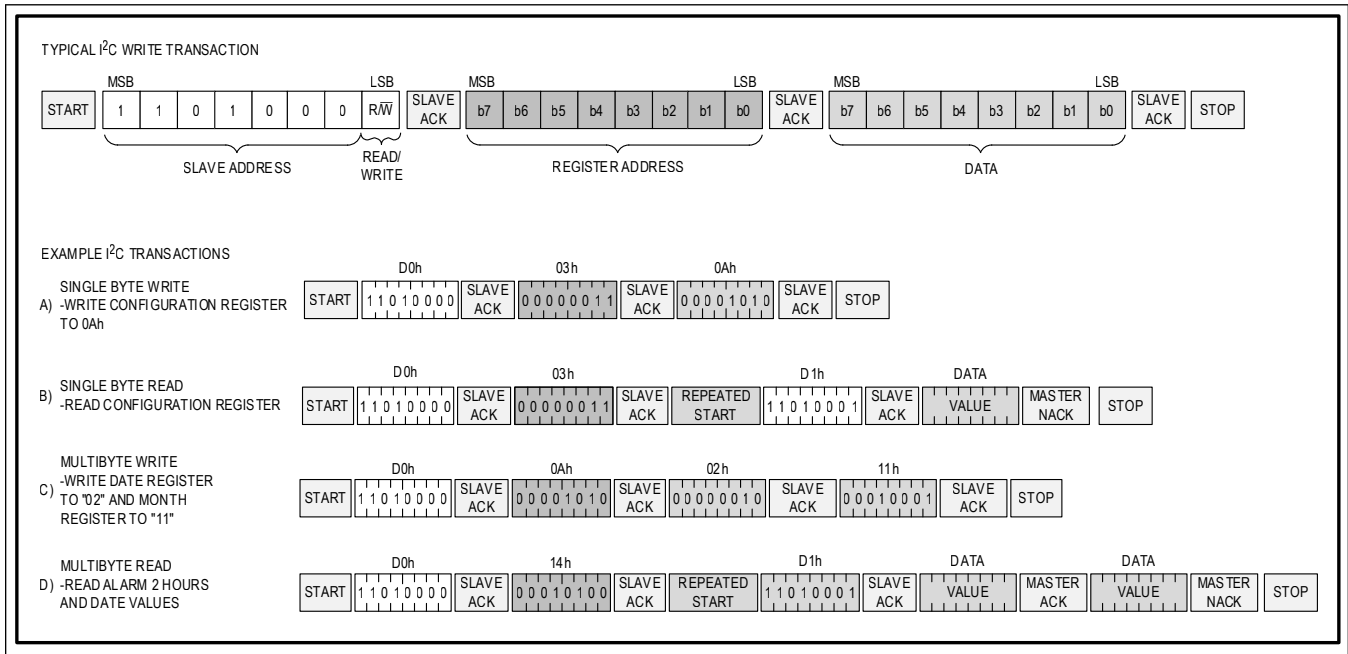 TYPICAL I²C WRITE TRANSACTION
MSB LSB MSB LSB MSB LSB
START 1 1 0 1 0 0 0 R/W̅ SLAVE ACK b7 b6 b5 b4 b3 b2 b1 b0 SLAVE ACK b7 b6 b5 b4 b3 b2 b1 b0 SLAVE ACK STOP
SLAVE ADDRESS READ/WRITE REGISTER ADDRESS DATA
EXAMPLE I²C TRANSACTIONS
A) SINGLE BYTE WRITE
-WRITE CONFIGURATION REGISTER
TO 0Ah
D0h 03h 0Ah
START 11010000 SLAVE ACK 00000011 SLAVE ACK 00001010 SLAVE ACK STOP
B) SINGLE BYTE READ
-READ CONFIGURATION REGISTER
D0h 03h D1h DATA
START 11010000 SLAVE ACK 00000011 SLAVE ACK REPEATED START 11010001 SLAVE ACK VALUE MASTER NACK STOP
C) MULTIBYTE WRITE
-WRITE DATE REGISTER
TO "02" AND MONTH
REGISTER TO "11"
D0h 0Ah 02h 11h
START 11010000 SLAVE ACK 00001010 SLAVE ACK 00000010 SLAVE ACK 00010001 SLAVE ACK STOP
D) MULTIBYTE READ
-READ ALARM 2 HOURS
AND DATE VALUES
D0h 14h D1h DATA DATA
START 11010000 SLAVE ACK 00010100 SLAVE ACK REPEATED START 11010001 SLAVE ACK VALUE MASTER ACK VALUE MASTER NACK STOP